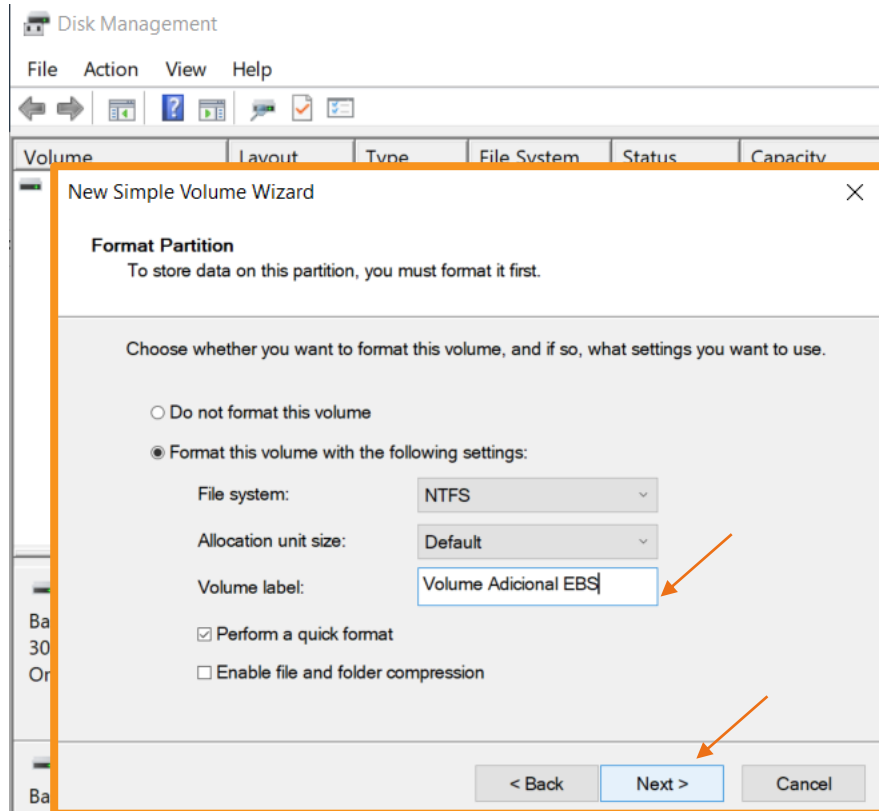 Disk Management
File Action View Help
Volume Layout Type File System Status Capacity
New Simple Volume Wizard
Format Partition
To store data on this partition, you must format it first.
Choose whether you want to format this volume, and if so, what settings you want to use.
Do not format this volume
Format this volume with the following settings:
File system: NTFS
Allocation unit size: Default
Volume label: Volume Adicional EBS
Perform a quick format
Enable file and folder compression
Ba
30
Or
< Back Next > Cancel
Ba